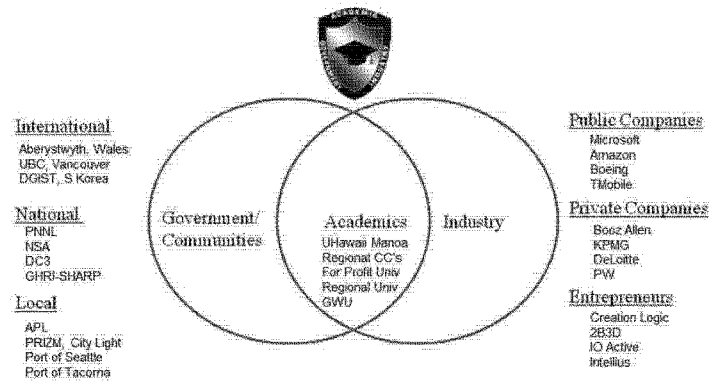 International
Aberystwyth, Wales
UBC, Vancouver
DGIST, S Korea
National
PNNL
NSA
DC3
GHRI-SHARP
Local
APL
PRIZM, City Light
Port of Seattle
Port of Tacoma
Government/
Communities
Academics
UHawaii Manoa
Regional CC's
For Profit Univ
Regional Univ
GWU
Industry
Public Companies
Microsoft
Amazon
Boeing
TMobile
Private Companies
Booz Allen
KPMG
DeLoitte
PW
Entrepreneurs
Creation Logic
2B3D
IO Active
Intellius